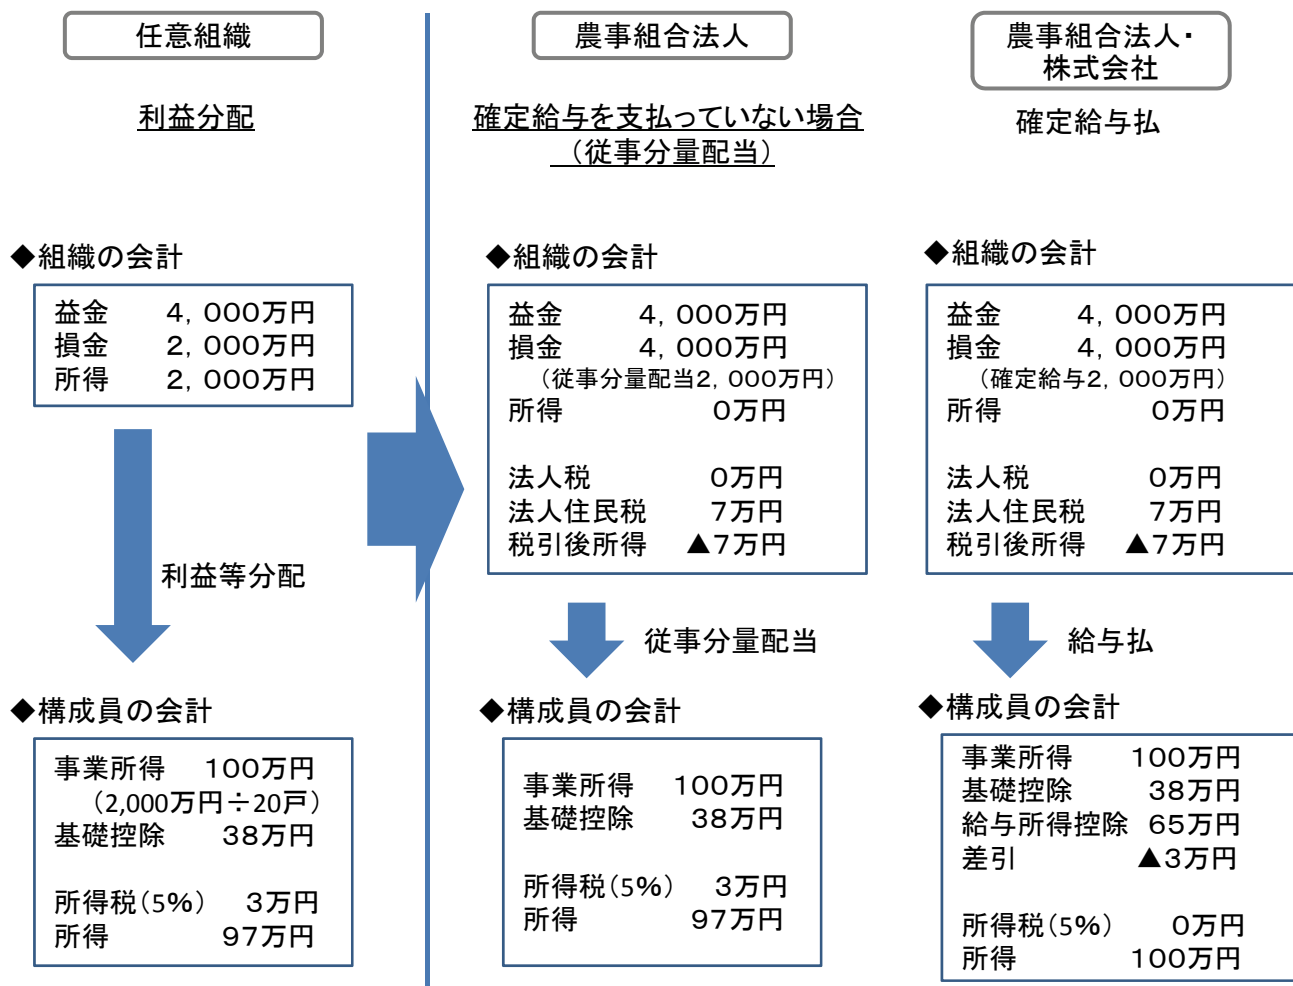 任意組織
利益分配
◆組織の会計
益金　4，000万円
損金　2，000万円
所得　2，000万円
利益等分配
◆構成員の会計
事業所得　100万円
（2,000万円÷20戸）
基礎控除　38万円
所得税（5%）　3万円
所得　97万円
農事組合法人
確定給与を支払っていない場合
（従事分量配当）
◆組織の会計
益金　4，000万円
損金　4，000万円
（従事分量配当2，000万円）
所得　0万円
法人税　0万円
法人住民税　7万円
税引後所得　▲7万円
従事分量配当
◆構成員の会計
事業所得　100万円
基礎控除　38万円
所得税（5%）　3万円
所得　97万円
農事組合法人・
株式会社
確定給与払
◆組織の会計
益金　4，000万円
損金　4，000万円
（確定給与2，000万円）
所得　0万円
法人税　0万円
法人住民税　7万円
税引後所得　▲7万円
給与払
◆構成員の会計
事業所得　100万円
基礎控除　38万円
給与所得控除　65万円
差引　▲3万円
所得税（5%）　0万円
所得　100万円